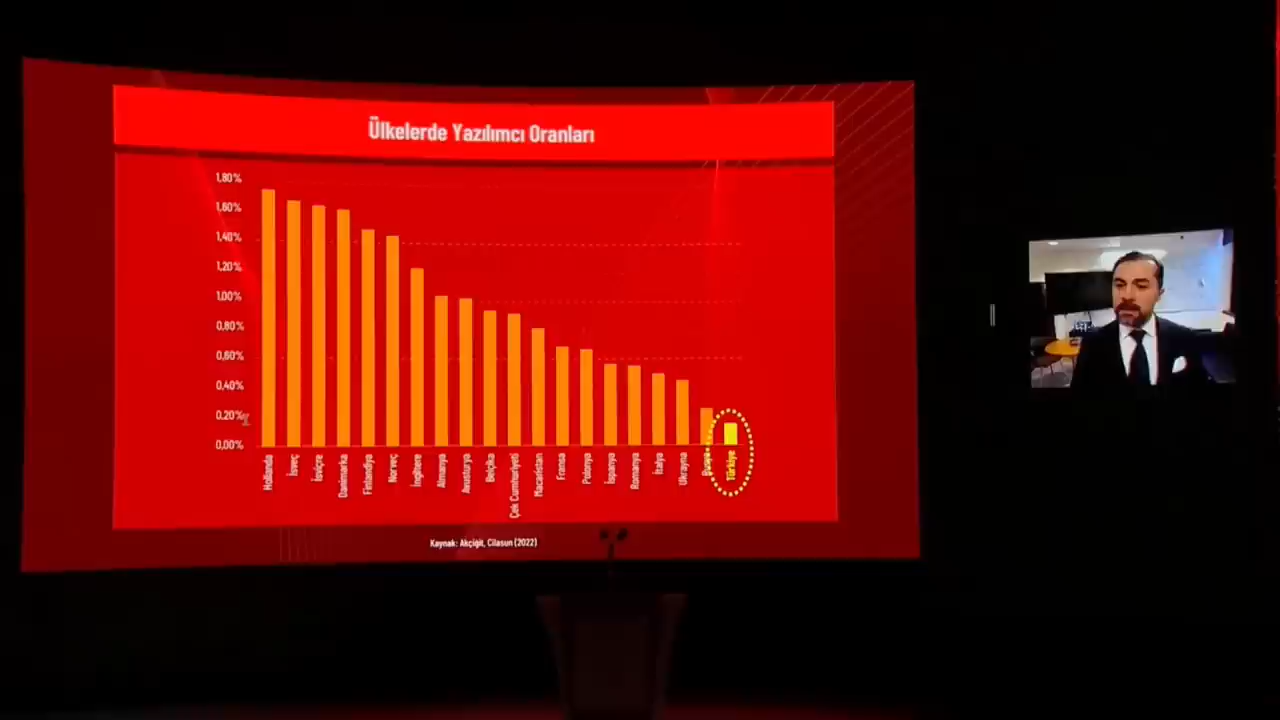 Ülkelerde Yazılımcı Oranları
1,80%
1,60%
1,40%
1,20%
1,00%
0,80%
0,60%
0,40%
0,20%
0,00%
Hollanda
İsveç
İsviçre
Danimarka
Finlandiya
Norveç
İngiltere
Almanya
Avusturya
Belçika
Çek Cumhuriyeti
Macaristan
Fransa
Polonya
İspanya
Romanya
İtalya
Ukrayna
Türkiye
Kaynak: Akçiğit, Cilasun (2022)